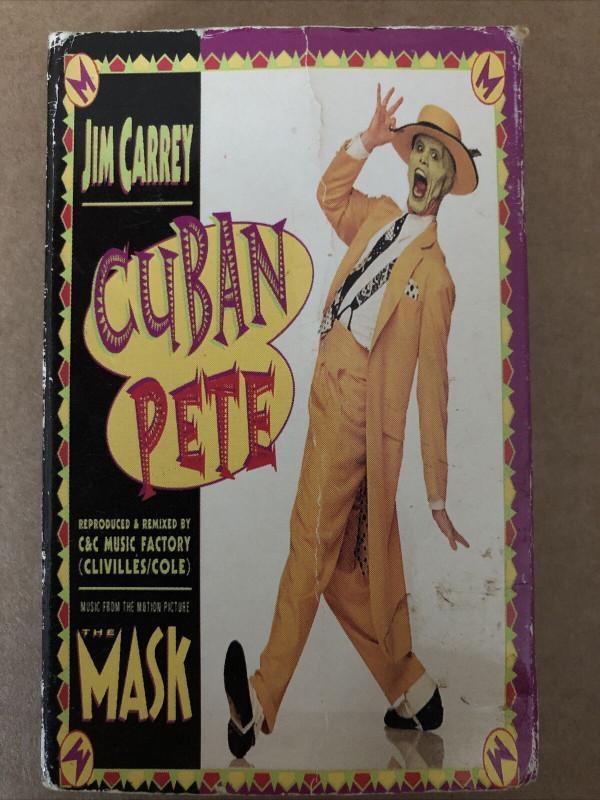 M
M
JIM CARREY
CUBAN
PETE
REPRODUCED & REMIXED BY
C&C MUSIC FACTORY
(CLIVILLÉS/COLE)
MUSIC FROM THE MOTION PICTURE
THE
MASK
M
M